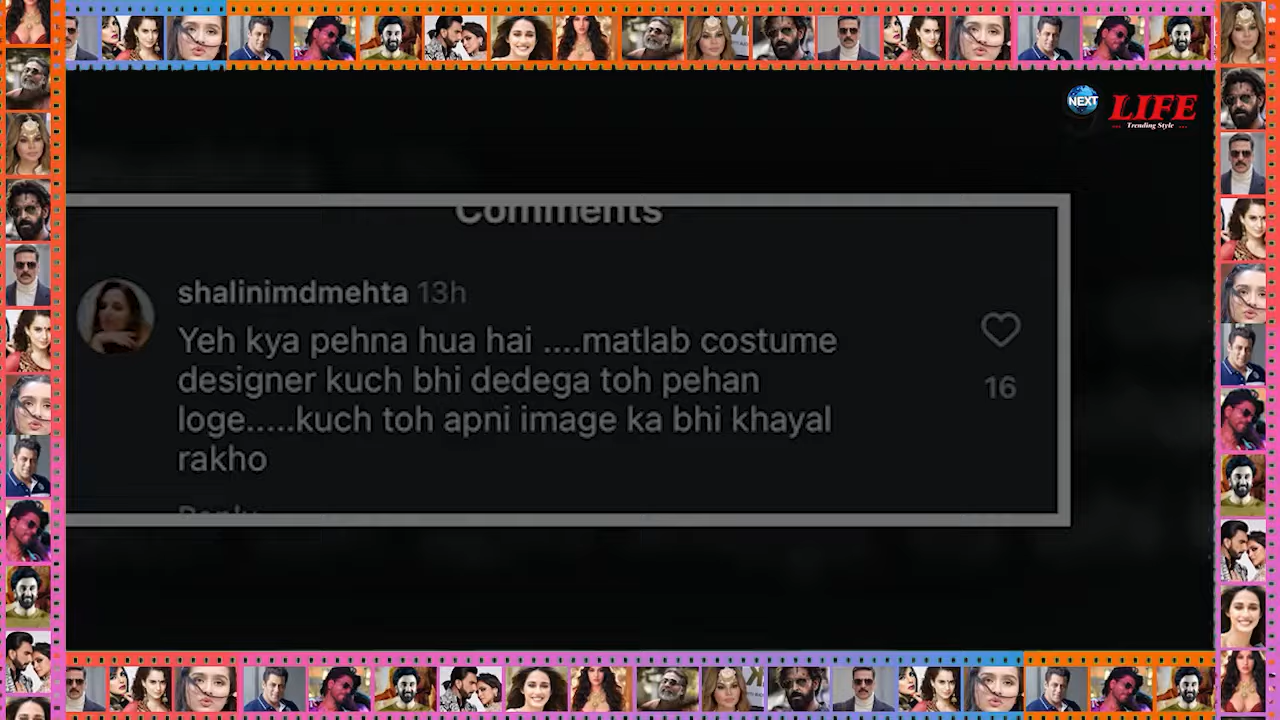 NEXT
LIFE
... Trending Style ...
Comments
shalinimdmehta 13h
Yeh kya pehna hua hai ....matlab costume
designer kuch bhi dedega toh pehan
loge.....kuch toh apni image ka bhi khayal
rakho
16
Reply